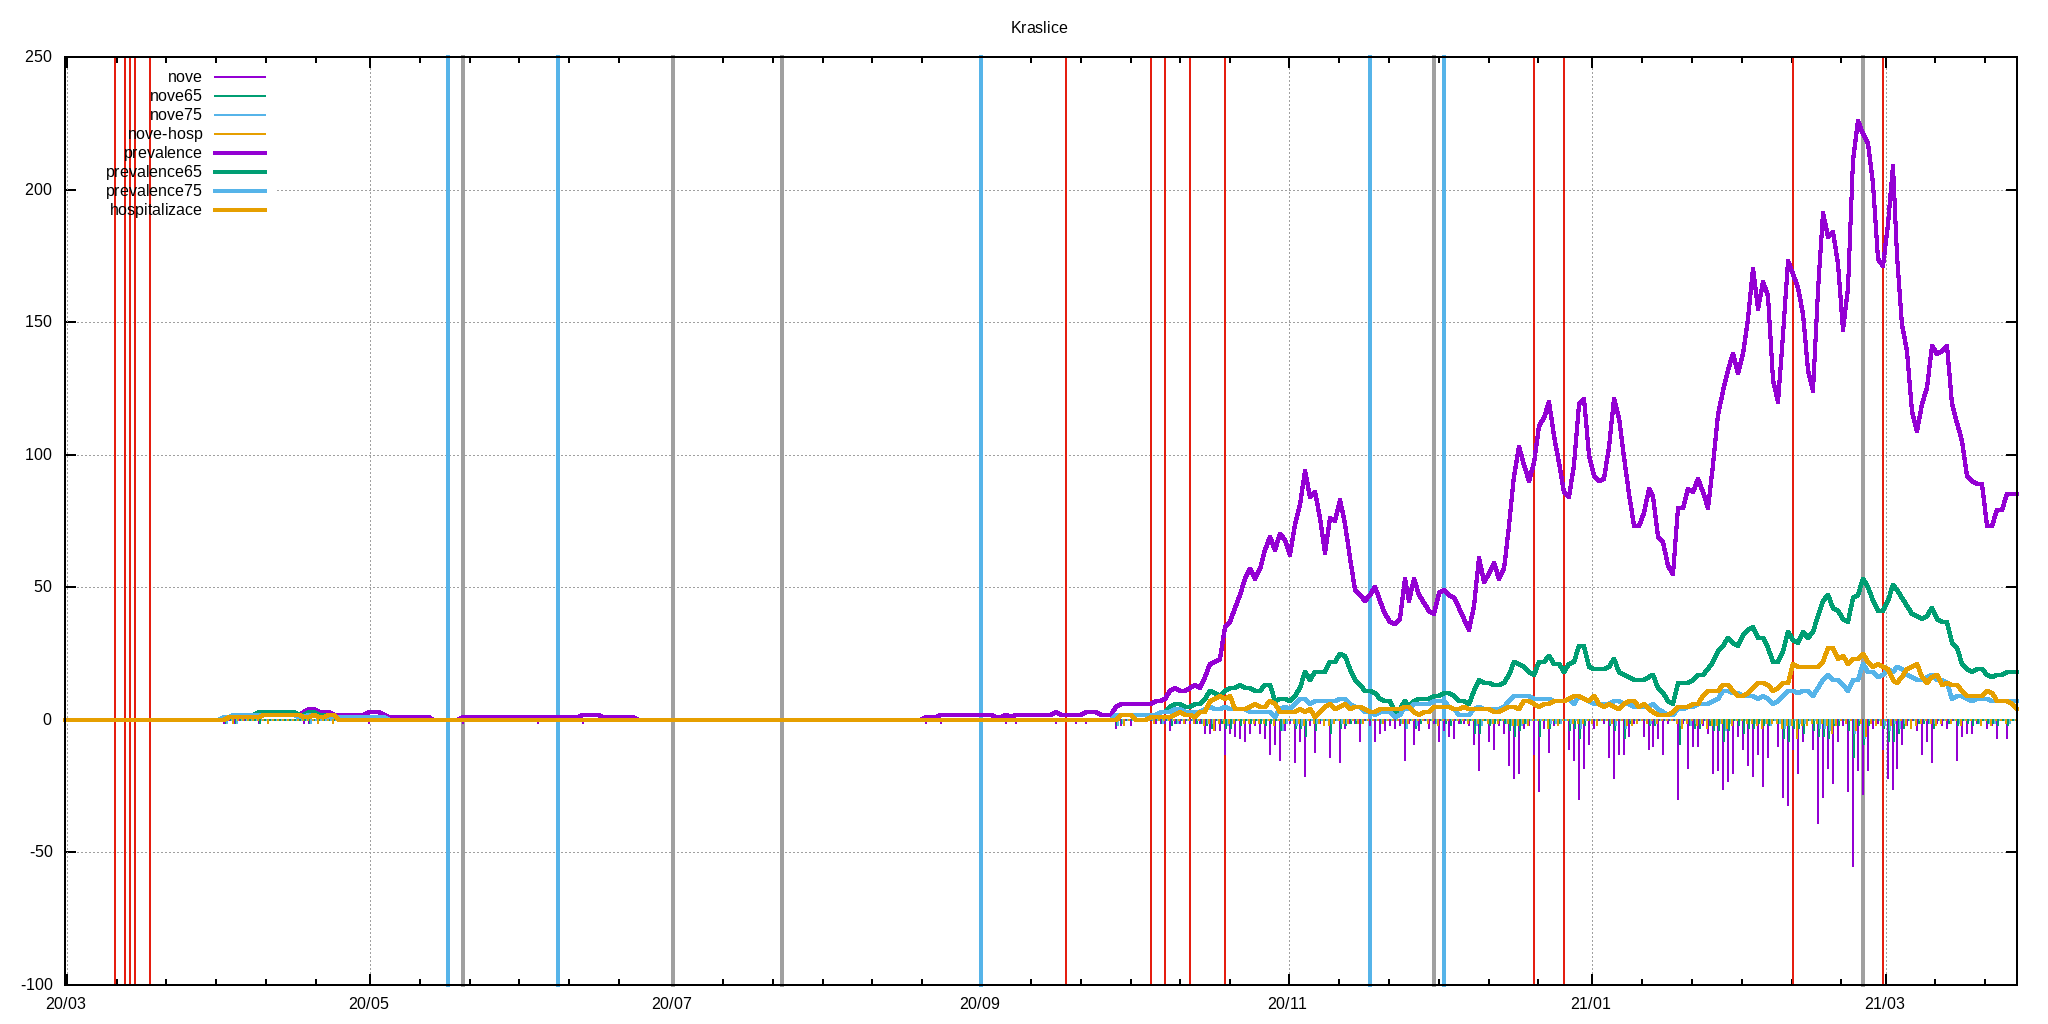 Kraslice
250
200
150
100
50
0
-50
-100
nove
nove65
nove75
nove-hosp
prevalence
prevalence65
prevalence75
hospitalizace
20/03 20/05 20/07 20/09 20/11 21/01 21/03